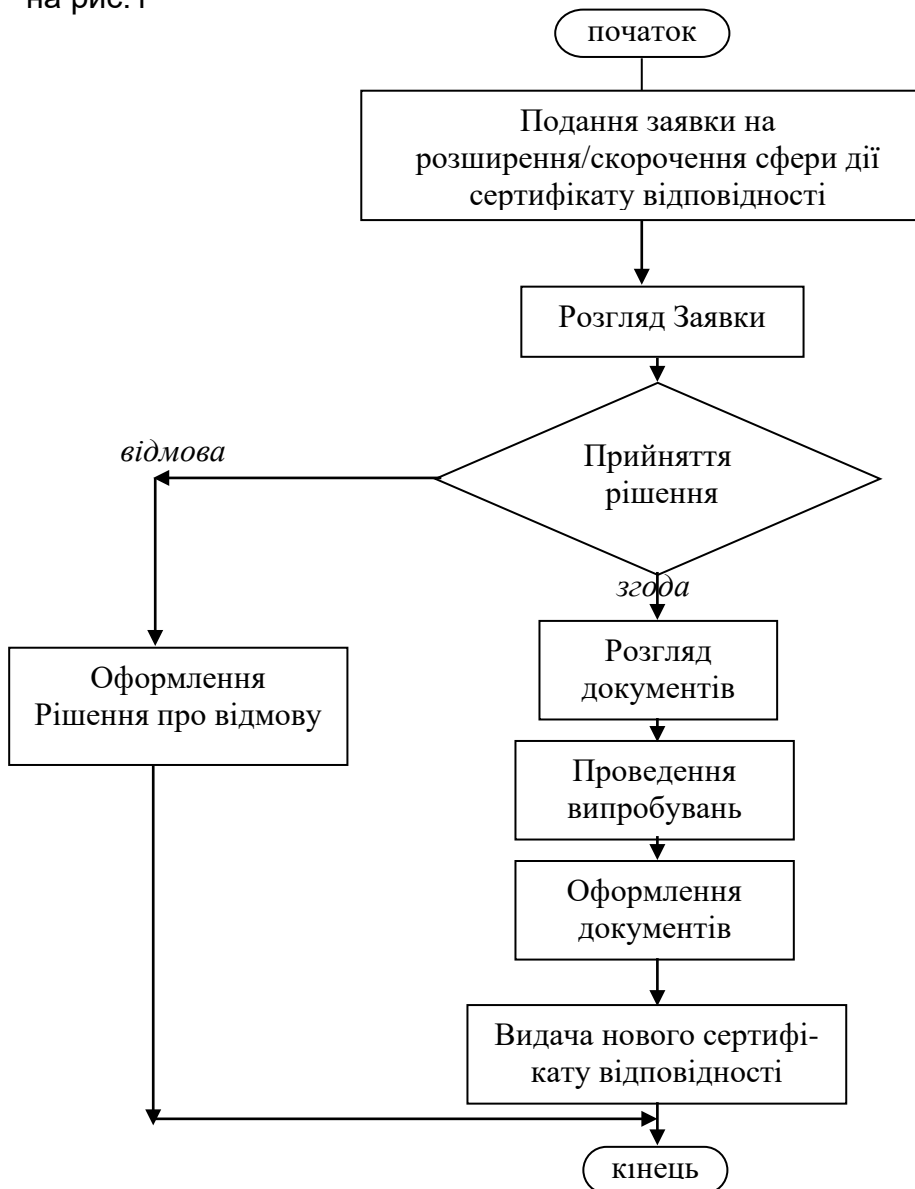 на рис.1
початок
Подання заявки на
розширення/скорочення сфери дії
сертифікату відповідності
Розгляд Заявки
Прийняття
рішення
відмова
згода
Оформлення
Рішення про відмову
Розгляд
документів
Проведення
випробувань
Оформлення
документів
Видача нового сертифі-
кату відповідності
кінець